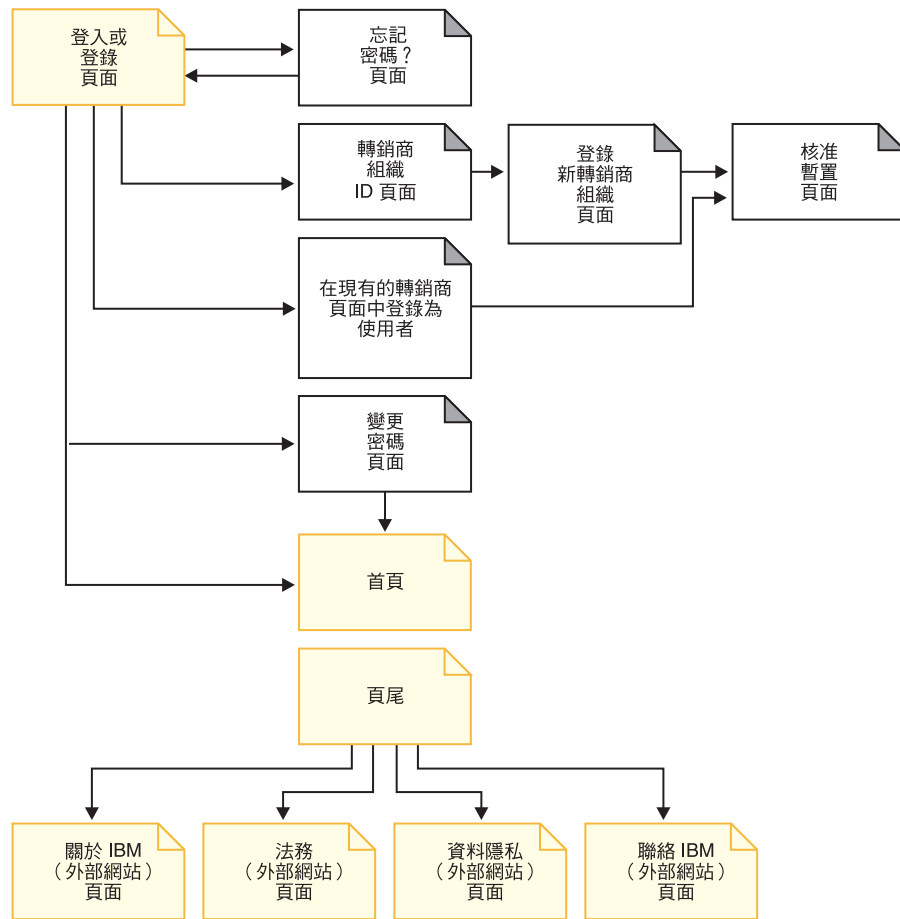 登入或
登錄
頁面
忘記
密碼？
頁面
轉銷商
組織
ID 頁面
登錄
新轉銷商
組織
頁面
核准
暫置
頁面
在現有的轉銷商
頁面中登錄為
使用者
變更
密碼
頁面
首頁
頁尾
關於 IBM
（外部網站）
頁面
法務
（外部網站）
頁面
資料隱私
（外部網站）
頁面
聯絡 IBM
（外部網站）
頁面